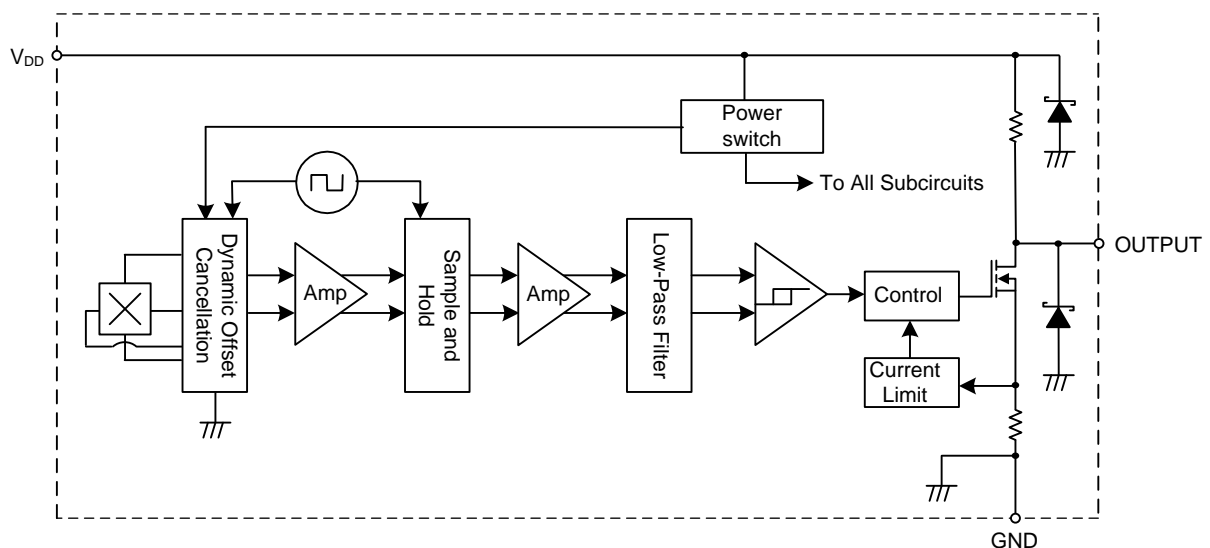 VDD
Power
switch
To All Subcircuits
OUTPUT
Dynamic Offset
Cancellation
Amp
Sample and
Hold
Amp
Low-Pass Filter
Control
Current
Limit
GND